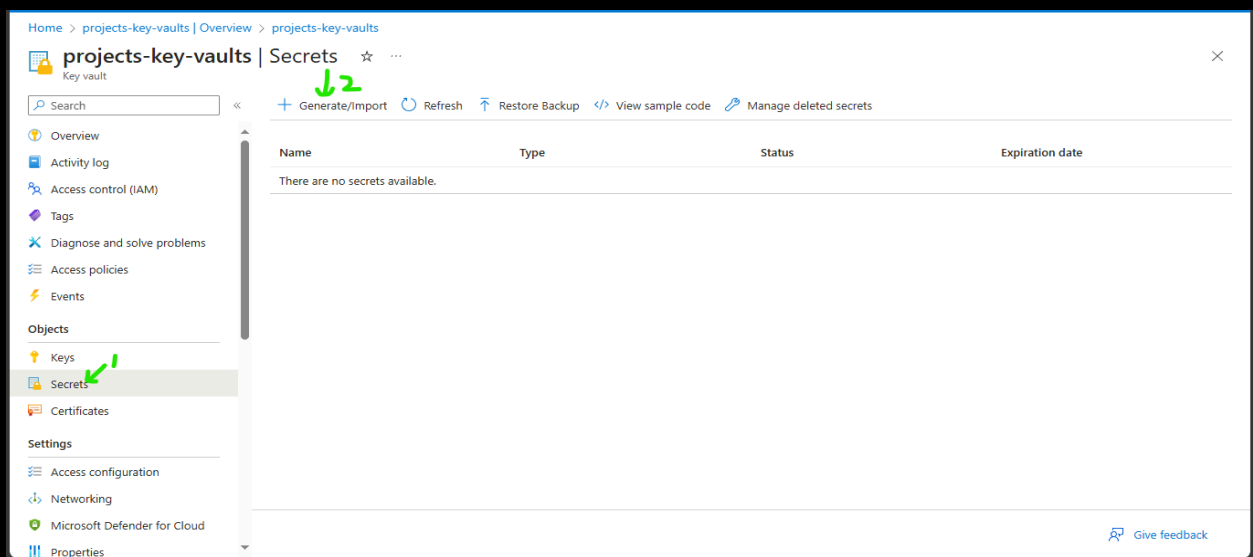 Home > projects-key-vaults | Overview > projects-key-vaults
projects-key-vaults | Secrets ☆ ...
Key vault
2
Search «
+ Generate/Import Refresh Restore Backup </> View sample code Manage deleted secrets
Overview
Activity log
Access control (IAM)
Tags
Diagnose and solve problems
Access policies
Events
Objects
Keys
1
Secrets
Certificates
Settings
Access configuration
Networking
Microsoft Defender for Cloud
Properties
Name Type Status Expiration date
There are no secrets available.
Give feedback